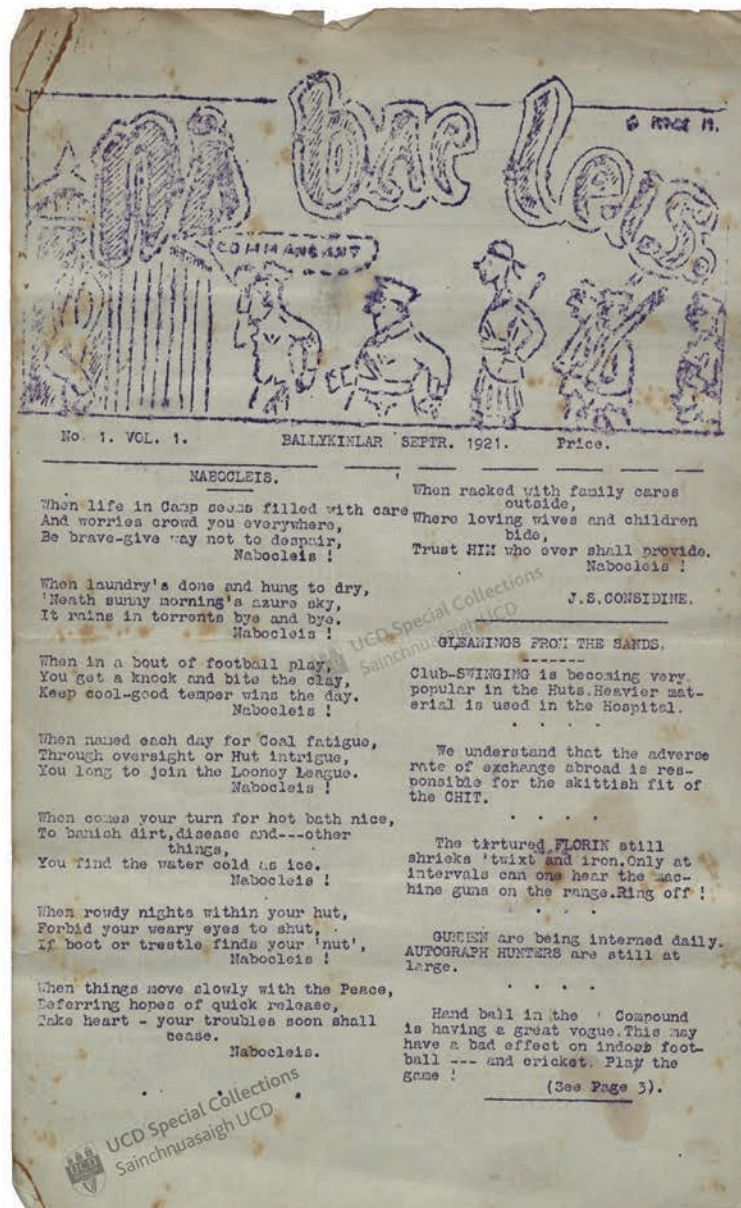 ná bac leis.
COMMANDANT
No. 1. VOL. 1. BALLYKINLAR SEPTR. 1921. Price.
NABOCLEIS.
When life in Camp seems filled with care
And worries crowd you everywhere,
Be brave-give way not to despair,
Nabocleis !
When laundry's done and hung to dry,
'Neath sunny morning's azure sky,
It rains in torrents bye and bye.
Nabocleis !
When in a bout of football play,
You get a knock and bite the clay,
Keep cool-good temper wins the day.
Nabocleis !
When named each day for Coal fatigue,
Through oversight or Hut intrigue,
You long to join the Looney League.
Nabocleis !
When comes your turn for hot bath nice,
To banish dirt,disease and---other
things,
You find the water cold as ice.
Nabocleis !
When rowdy nights within your hut,
Forbid your weary eyes to shut,
If boot or trestle finds your 'nut',
Nabocleis !
When things move slowly with the Peace,
Deferring hopes of quick release,
Take heart - your troubles soon shall
cease.
Nabocleis.
When racked with family cares
outside,
Where loving wives and children
bide,
Trust HIM who ever shall provide.
Nabocleis !
J.S.CONSIDINE.
GLEANINGS FROM THE SANDS.
Club-SWINGING is becoming very
popular in the Huts.Heavier mat-
erial is used in the Hospital.
We understand that the adverse
rate of exchange abroad is res-
ponsible for the skittish fit of
the CHIT.
The tirtured FLORIN still
shrieks 'twixt and iron.Only at
intervals can one hear the mac-
hine guns on the range.Ring off !
GUNMEN are being interned daily.
AUTOGRAPH HUNTERS are still at
large.
Hand ball in the ' Compound
is having a great vogue.This may
have a bad effect on indoor foot-
ball --- and cricket. Play the
game !
(See Page 3).
UCD Special Collections
Sainchnuasaigh UCD
UCD Special Collections
Sainchnuasaigh UCD
UCD